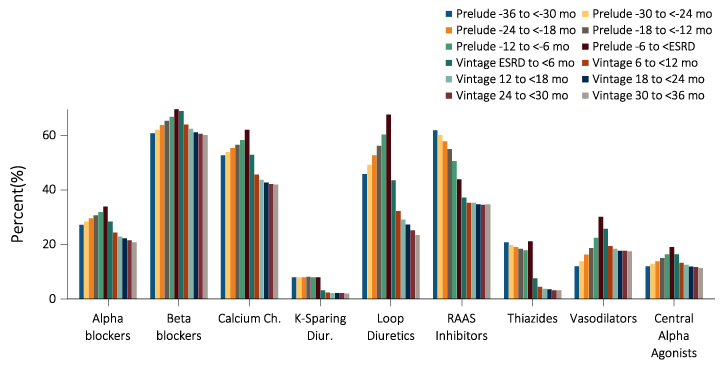 Prelude -36 to <-30 mo
Prelude -30 to <-24 mo
Prelude -24 to <-18 mo
Prelude -18 to <-12 mo
Prelude -12 to <-6 mo
Prelude -6 to <ESRD
Vintage ESRD to <6 mo
Vintage 6 to <12 mo
Vintage 12 to <18 mo
Vintage 18 to <24 mo
Vintage 24 to <30 mo
Vintage 30 to <36 mo
Percent(%)
60
40
20
0
Alpha
blockers
Beta
blockers
Calcium Ch.
K-Sparing
Diur.
Loop
Diuretics
RAAS
Inhibitors
Thiazides
Vasodilators
Central
Alpha
Agonists